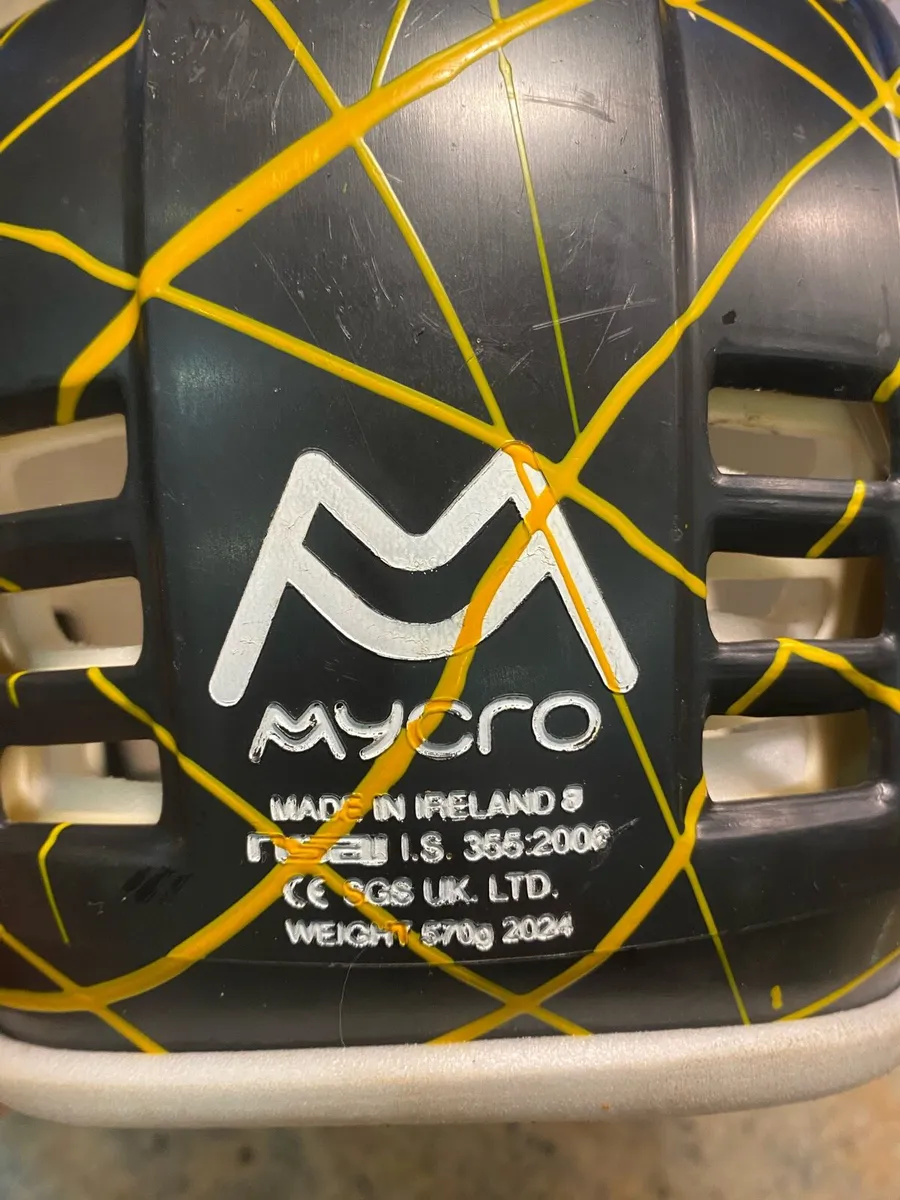 MYCRO
MADE IN IRELAND 8
nsai I.S. 355:2006
CE SGS UK. LTD.
WEIGHT 570g 2024